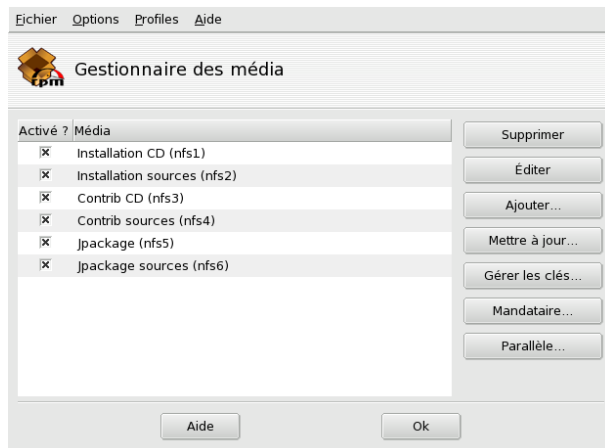 Fichier Options Profiles Aide
rpm
Gestionnaire des média
Activé ? Média
Installation CD (nfs1)
Installation sources (nfs2)
Contrib CD (nfs3)
Contrib sources (nfs4)
Jpackage (nfs5)
Jpackage sources (nfs6)
Supprimer
Éditer
Ajouter...
Mettre à jour...
Gérer les clés...
Mandataire...
Parallèle...
Aide Ok